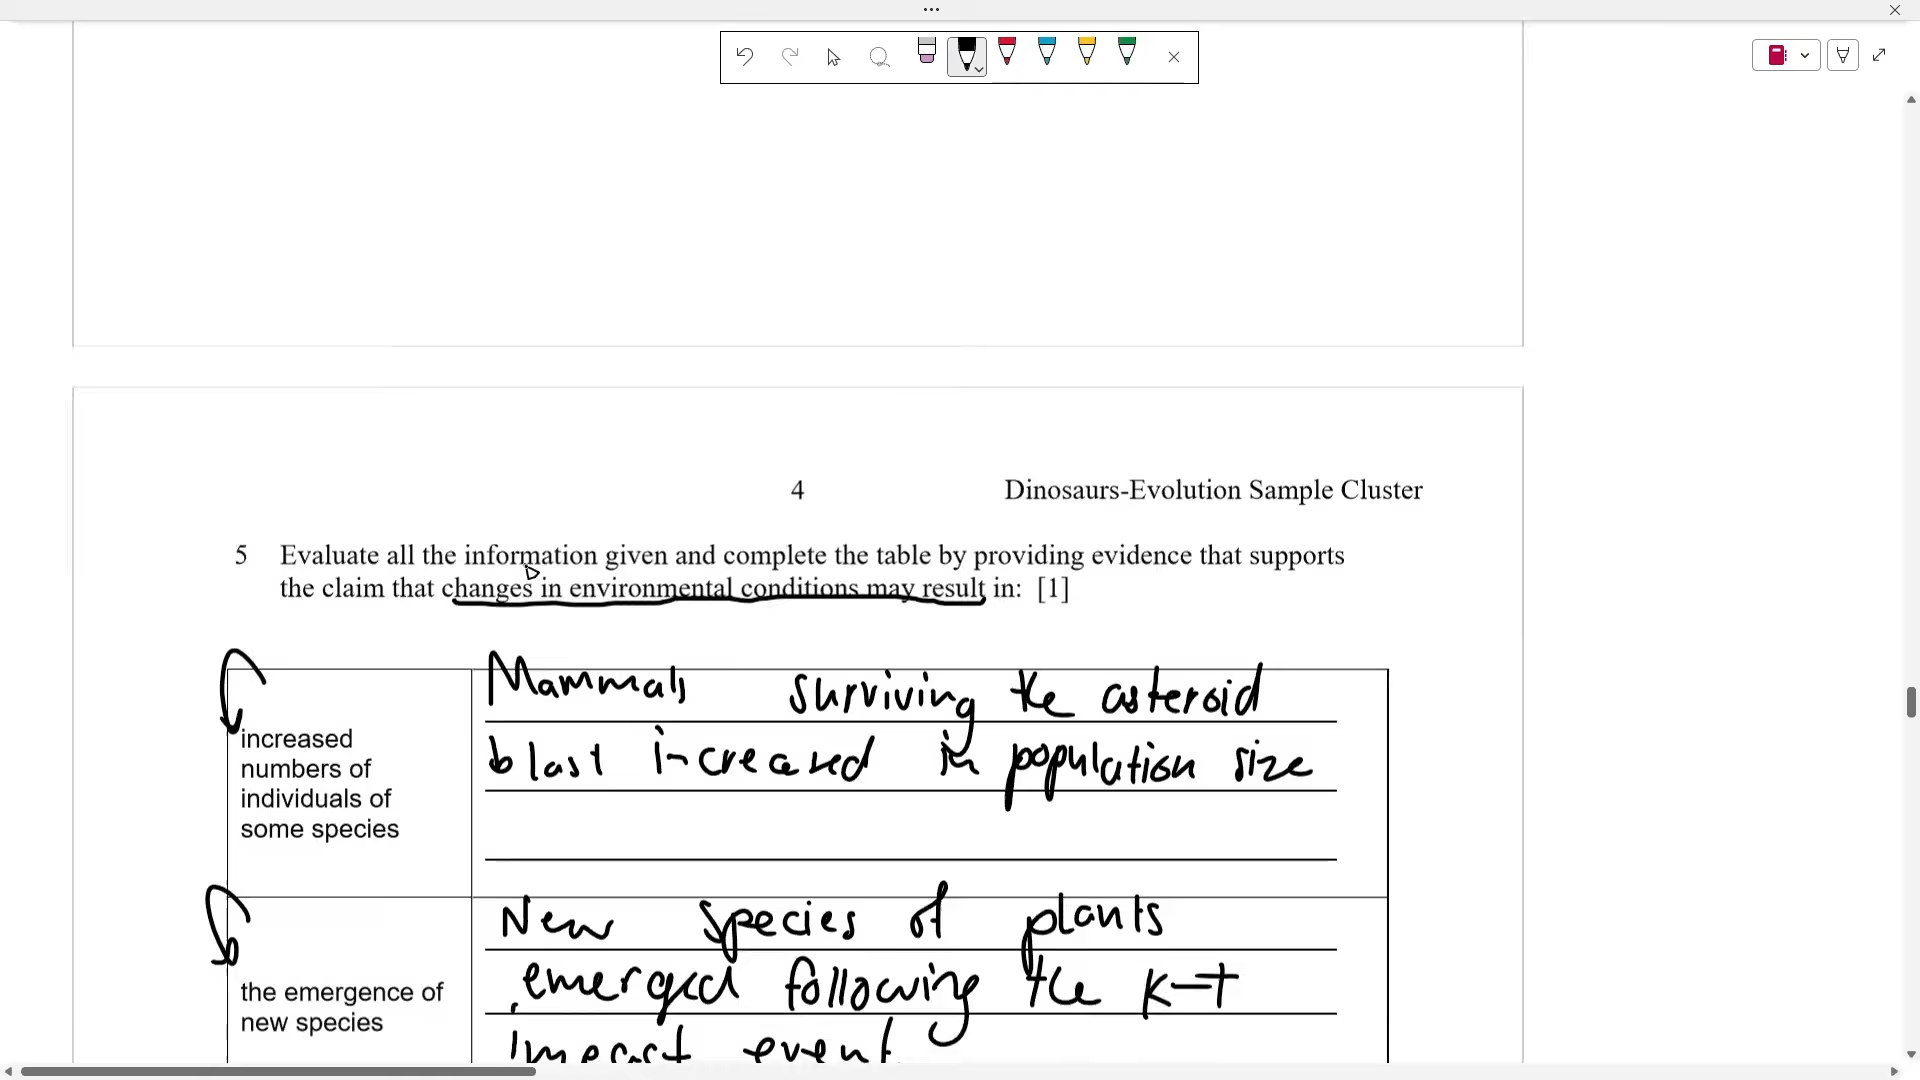 4 Dinosaurs-Evolution Sample Cluster
5 Evaluate all the information given and complete the table by providing evidence that supports
the claim that changes in environmental conditions may result in: [1]
increased
numbers of
individuals of
some species
Mammals surviving the asteroid
blast increased in population size
the emergence of
new species
New species of plants
emerged following the K-T
impact event.